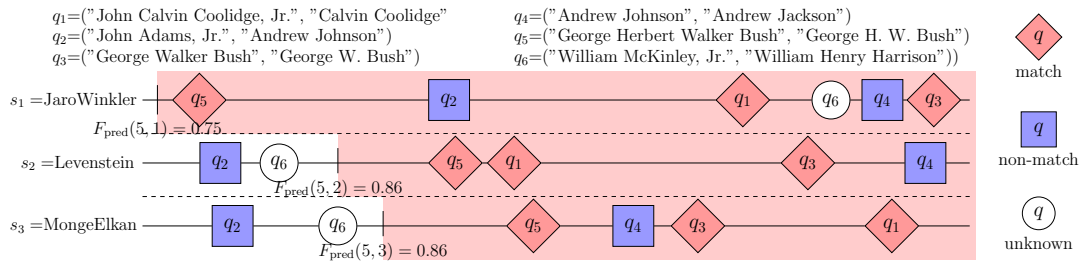 q1=("John Calvin Coolidge, Jr.", "Calvin Coolidge"
q2=("John Adams, Jr.", "Andrew Johnson")
q3=("George Walker Bush", "George W. Bush")
q4=("Andrew Johnson", "Andrew Jackson")
q5=("George Herbert Walker Bush", "George H. W. Bush")
q6=("William McKinley, Jr.", "William Henry Harrison"))
s1 =JaroWinkler q5 q2 q1 q6 q4 q3
Fpred(5, 1) = 0.75
s2 =Levenstein q2 q6 q5 q1 q3 q4
Fpred(5, 2) = 0.86
s3 =MongeElkan q2 q6 q5 q4 q3 q1
Fpred(5, 3) = 0.86
q
match
q
non-match
q
unknown